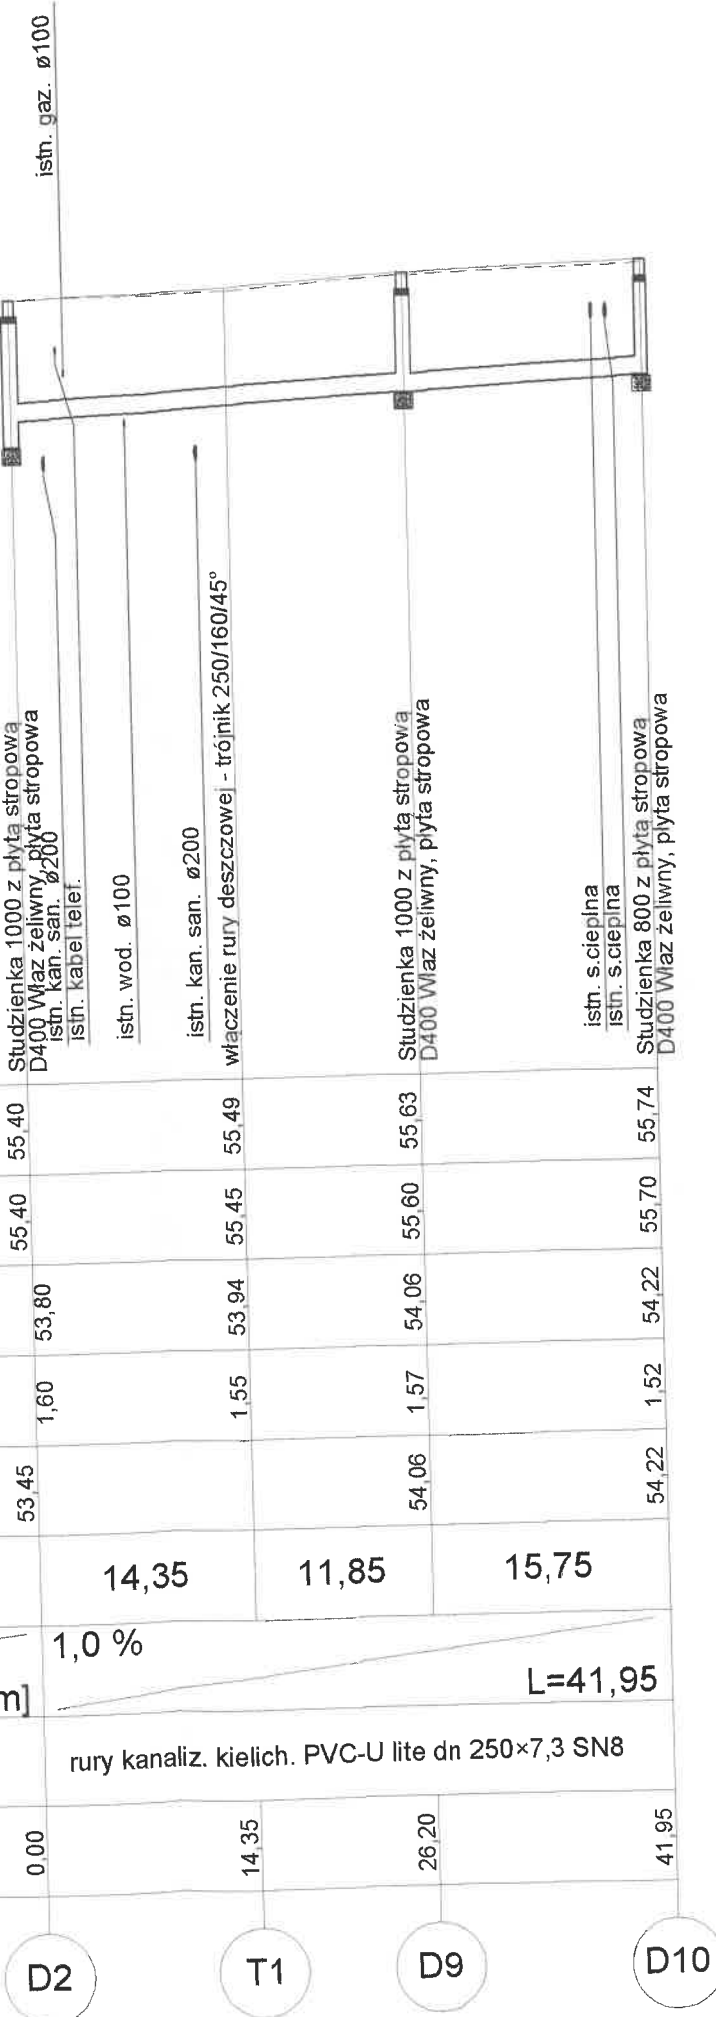 istn. gaz. ø100
Studzienka 1000 z płytą stropową
D400 Właz żeliwny, płyta stropowa
istn. kan. san. ø200
istn. kabel telef.
istn. wod. ø100
istn. kan. san. ø200
włączenie rury deszczowej - trójnik 250/160/45°
Studzienka 1000 z płytą stropową
D400 Właz żeliwny, płyta stropowa
istn. s.cieplna
istn. s.cieplna
Studzienka 800 z płytą stropową
D400 Właz żeliwny, płyta stropowa
55,40 55,49 55,63 55,74
55,40 55,45 55,60 55,70
53,80 53,94 54,06 54,22
1,60 1,55 1,57 1,52
53,45 54,06 54,22
14,35 11,85 15,75
1,0 %
m] L=41,95
rury kanaliz. kielich. PVC-U lite dn 250×7,3 SN8
0,00 14,35 26,20 41,95
D2 T1 D9 D10